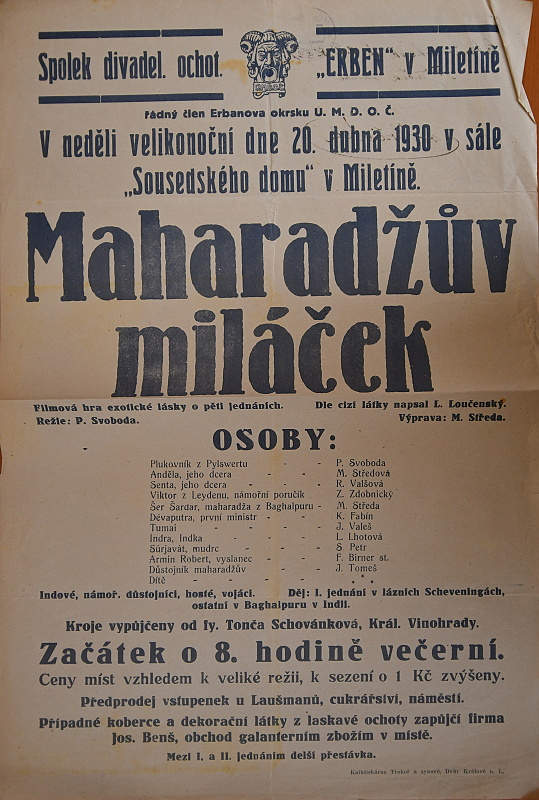 Spolek divadel. ochot. „ERBEN" v Miletíně
U.M.D.O.Č.
řádný člen Erbanova okrsku U. M. D. O. Č.
V neděli velikonoční dne 20. dubna 1930 v sále
„Sousedského domu" v Miletíně.
Maharadžův
miláček
Filmová hra exotické lásky o pěti jednáních. Dle cizí látky napsal L. Loučenský.
Režie: P. Svoboda. Výprava: M. Středa.
OSOBY:
Plukovník z Pylswertu - - P. Svoboda
Anděla, jeho dcera - - - M. Středová
Senta, jeho dcera - - - R. Valšová
Viktor z Leydenu, námořní poručík Z. Zdobnický
Šer Šardar, maharadža z Baghalpuru - M. Středa
Dévaputra, první ministr - - - K. Fabín
Tumai - - - - - J. Valeš
Indra, Indka - - - - L. Lhotová
Súrjavát, mudrc - - - - S Petr
Armin Robert, vyslanec - - - F. Birner st.
Důstojník maharadžův - - - J. Tomeš
Dítě - - - - - - * * *
Indové, námoř. důstojníci, hosté, vojáci. Děj: I. jednání v lázních Scheveningách,
ostatní v Baghalpuru v Indii.
Kroje vypůjčeny od fy. Tonča Schovánková, Král. Vinohrady.
Začátek o 8. hodině večerní.
Ceny míst vzhledem k veliké režii, k sezení o 1 Kč zvýšeny.
Předprodej vstupenek u Laušmanů, cukrářství, náměstí.
Případné koberce a dekorační látky z laskavé ochoty zapůjčí firma
Jos. Benš, obchod galanterním zbožím v místě.
Mezi I. a II. jednáním delší přestávka.
Knihtiskárna Trohoř a synové, Dvůr Králové n. L.